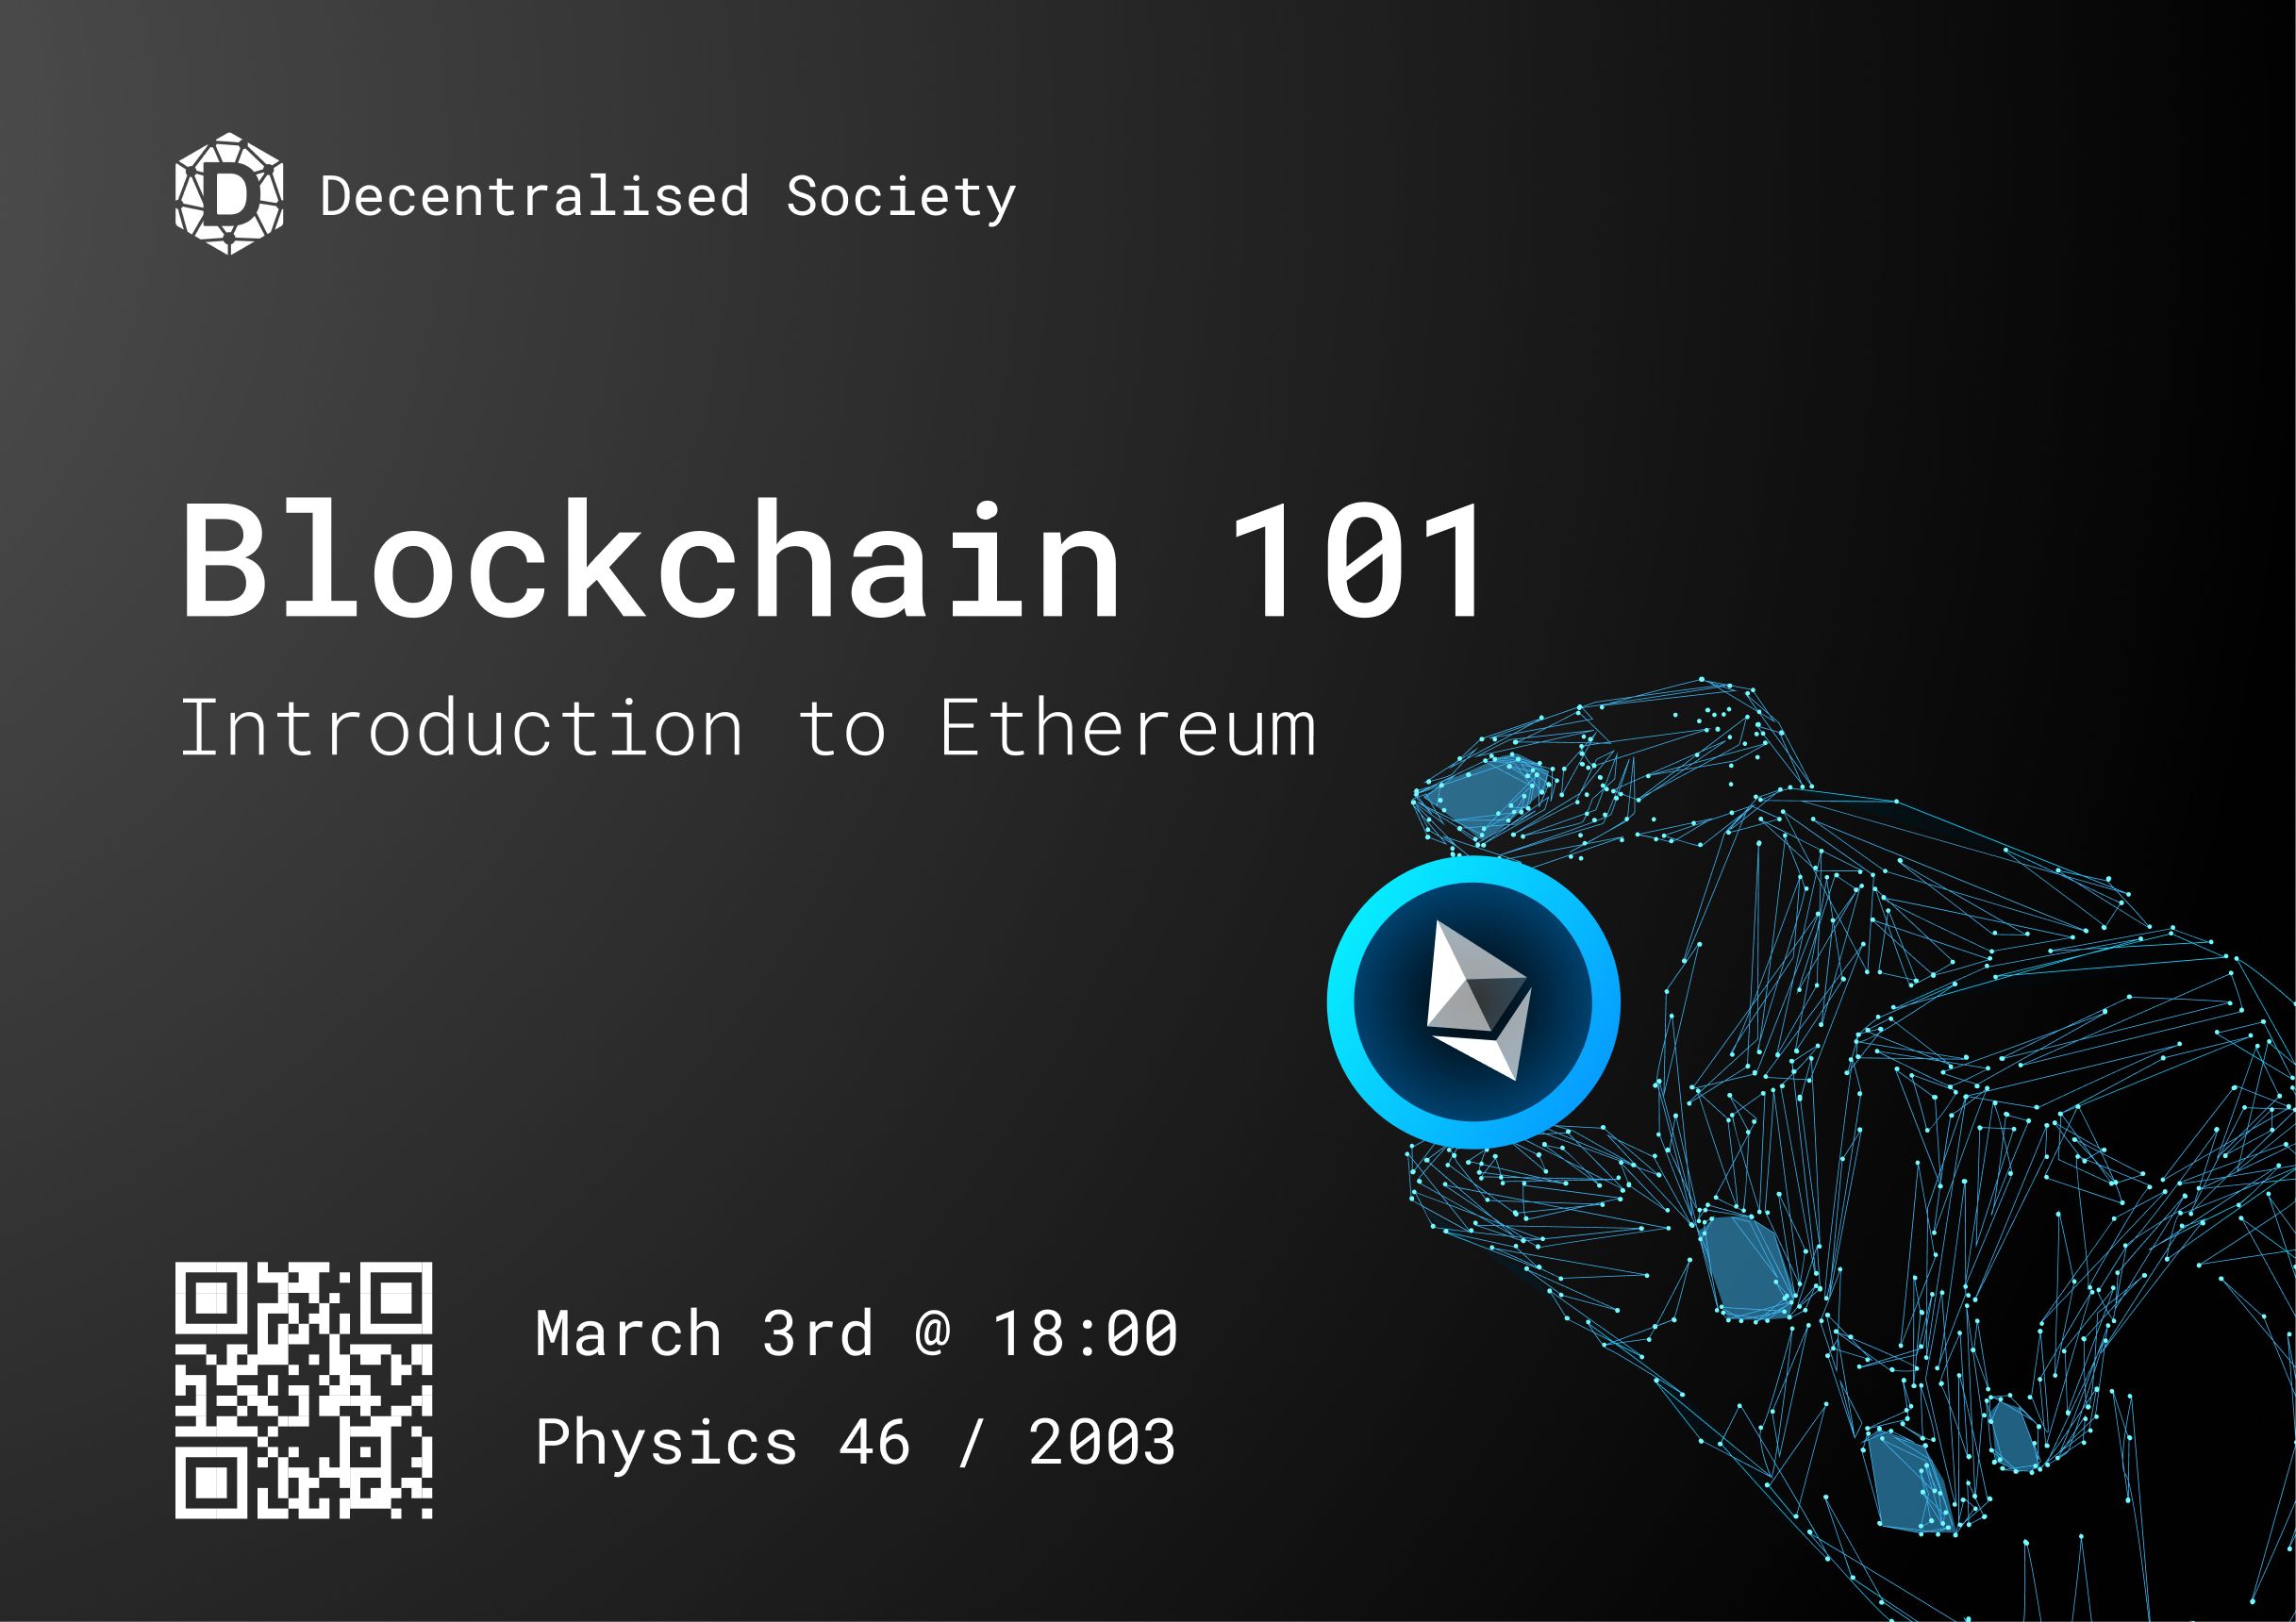 Decentralised Society
Blockchain 101
Introduction to Ethereum
March 3rd @ 18:00
Physics 46 / 2003